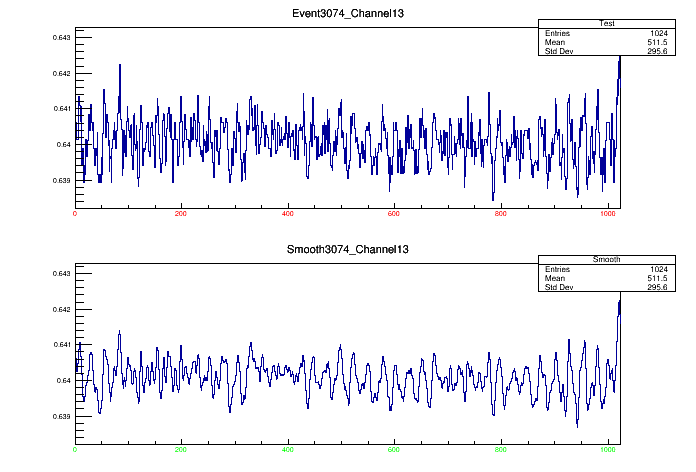 Event3074_Channel13
Test
Entries 1024
Mean 511.5
Std Dev 295.6
0.643
0.642
0.641
0.64
0.639
0 200 400 600 800 1000
Smooth3074_Channel13
Smooth
Entries 1024
Mean 511.5
Std Dev 295.6
0.643
0.642
0.641
0.64
0.639
0 200 400 600 800 1000